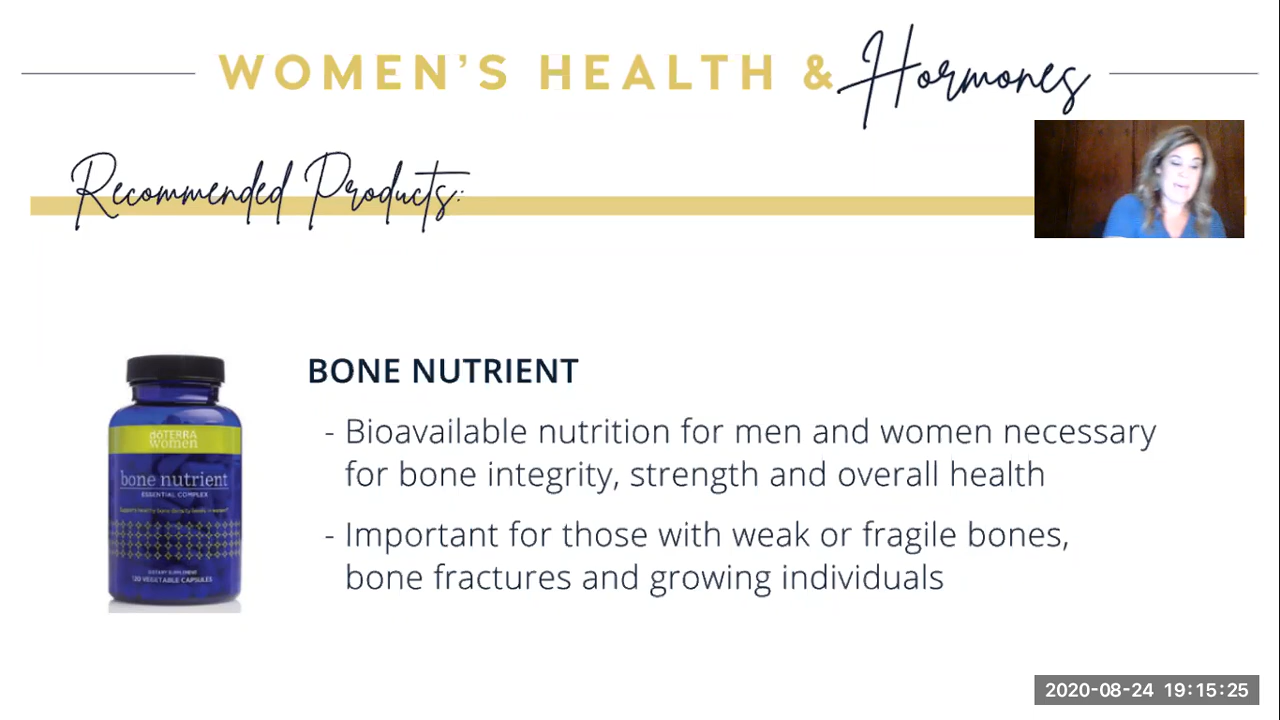 WOMEN'S HEALTH & Hormones
Recommended Products:
BONE NUTRIENT
- Bioavailable nutrition for men and women necessary
for bone integrity, strength and overall health
- Important for those with weak or fragile bones,
bone fractures and growing individuals
dōTERRA
women
bone nutrient
ESSENTIAL COMPLEX
DIETARY SUPPLEMENT
120 VEGETABLE CAPSULES
2020-08-24 19:15:25